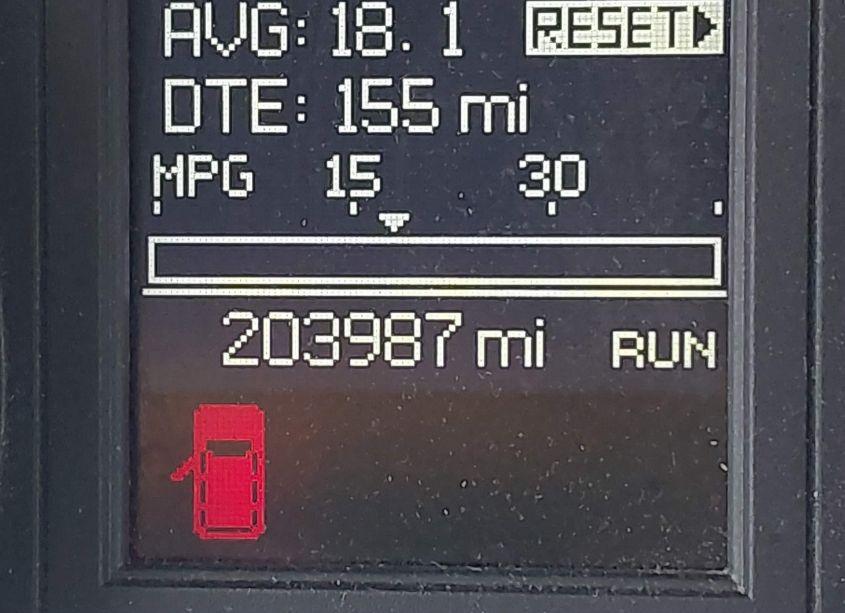 AVG: 18. 1 RESET
DTE: 155 mi
MPG 15 30
203987 mi RUN